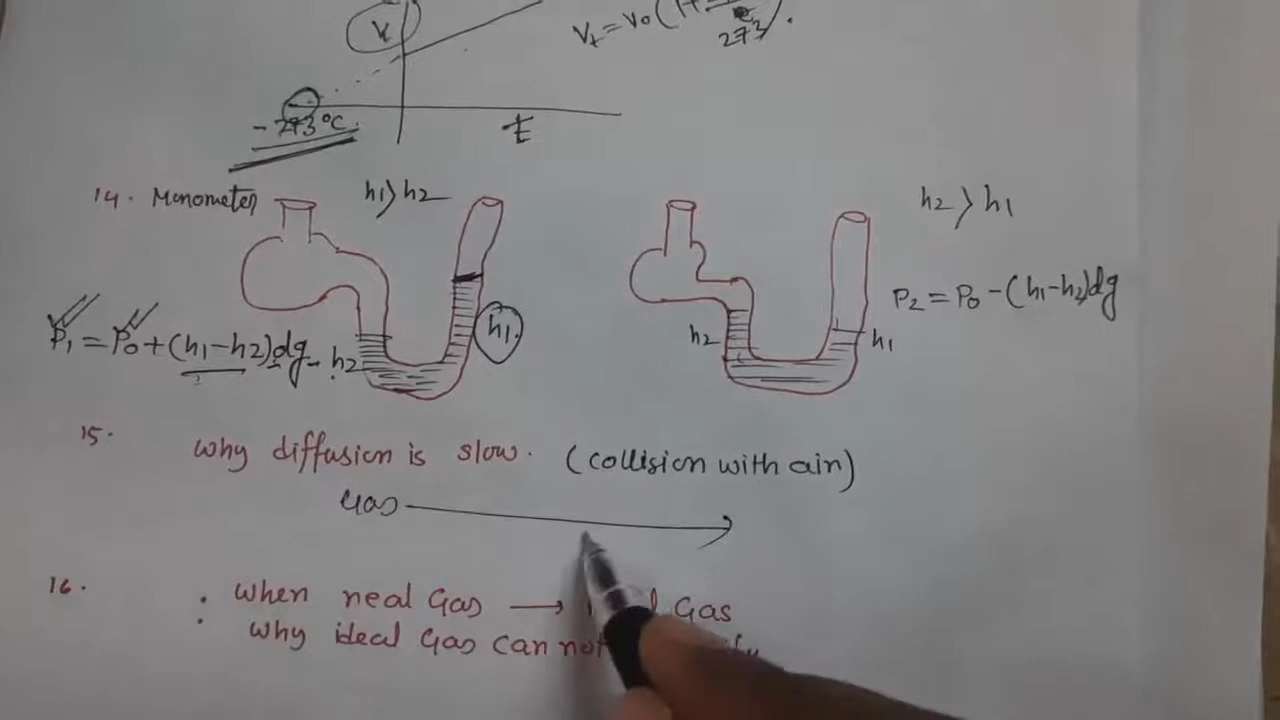 V
Vt = V0 (1+
273
- 273°C
t
14. Monometer
h1 > h2
h2 > h1
P1 = P0 + (h1 - h2)dg
h2
h1.
h2
h1
P2 = P0 - (h1 - h2)dg
15. Why diffusion is slow. (collision with air)
Gas
16. : When real Gas → Gas
: Why ideal Gas can not